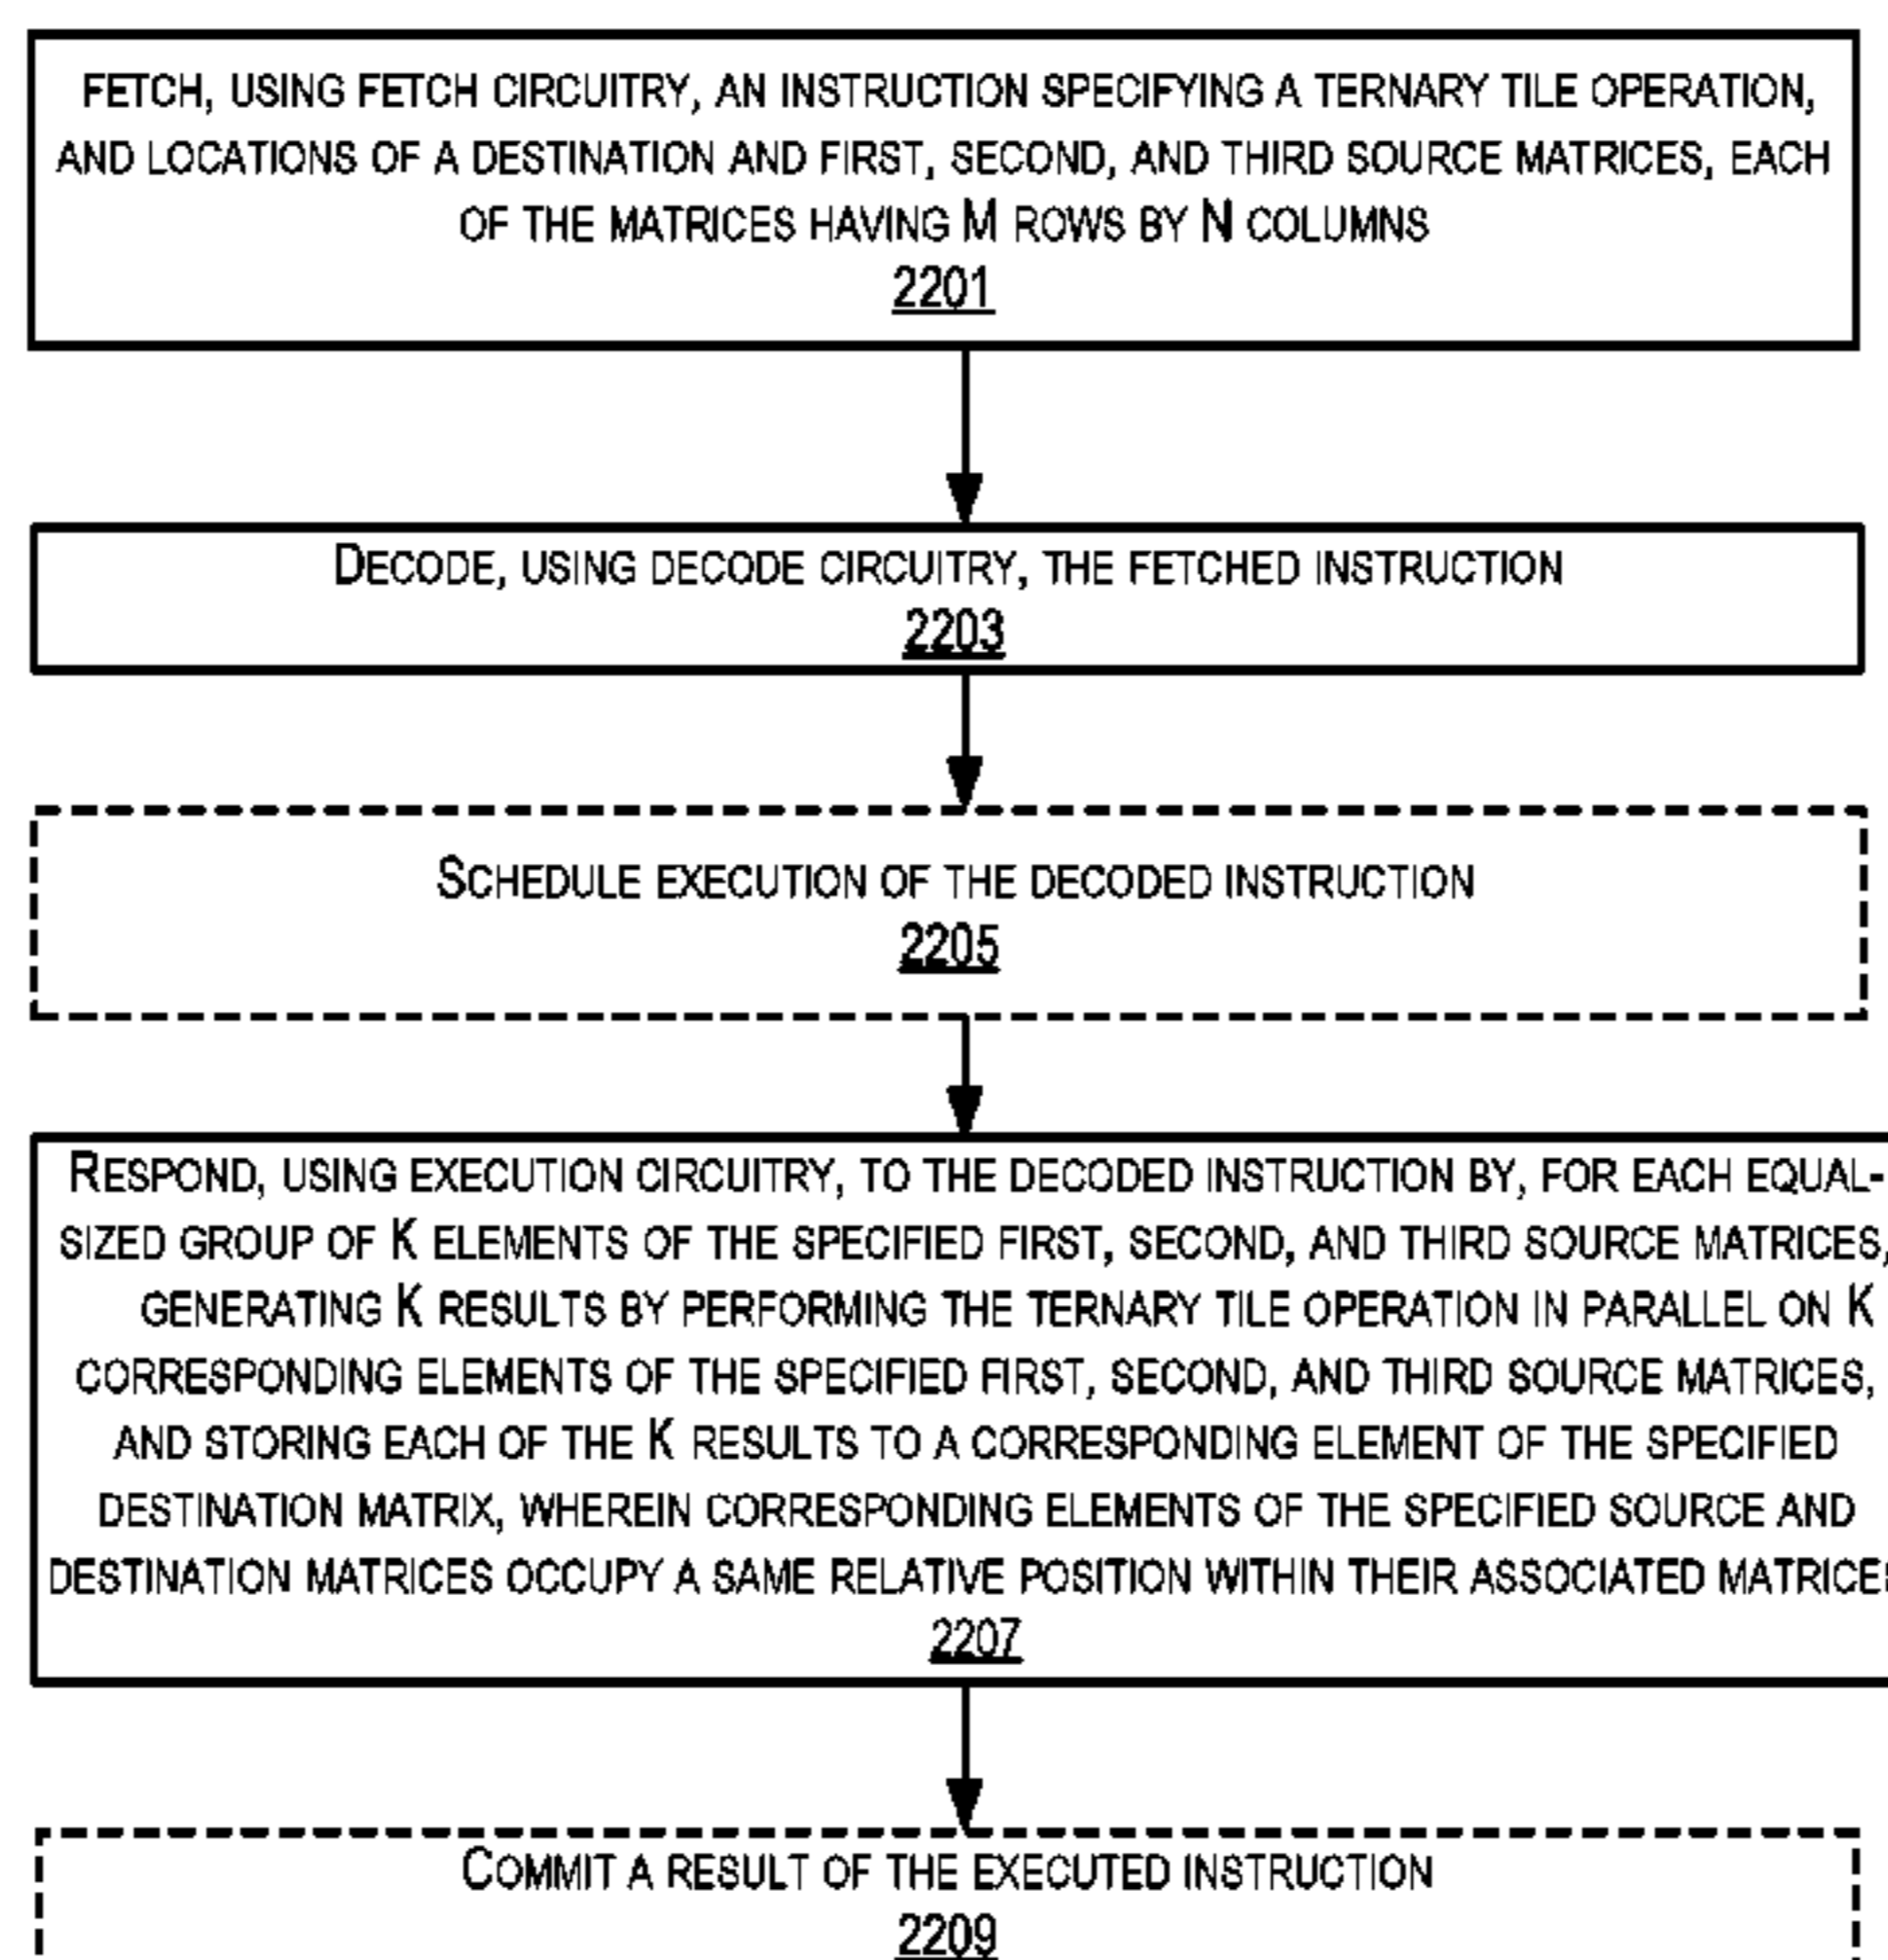 FETCH, USING FETCH CIRCUITRY, AN INSTRUCTION SPECIFYING A TERNARY TILE OPERATION,
AND LOCATIONS OF A DESTINATION AND FIRST, SECOND, AND THIRD SOURCE MATRICES, EACH
OF THE MATRICES HAVING M ROWS BY N COLUMNS
2201
DECODE, USING DECODE CIRCUITRY, THE FETCHED INSTRUCTION
2203
SCHEDULE EXECUTION OF THE DECODED INSTRUCTION
2205
RESPOND, USING EXECUTION CIRCUITRY, TO THE DECODED INSTRUCTION BY, FOR EACH EQUAL-
SIZED GROUP OF K ELEMENTS OF THE SPECIFIED FIRST, SECOND, AND THIRD SOURCE MATRICES,
GENERATING K RESULTS BY PERFORMING THE TERNARY TILE OPERATION IN PARALLEL ON K
CORRESPONDING ELEMENTS OF THE SPECIFIED FIRST, SECOND, AND THIRD SOURCE MATRICES,
AND STORING EACH OF THE K RESULTS TO A CORRESPONDING ELEMENT OF THE SPECIFIED
DESTINATION MATRIX, WHEREIN CORRESPONDING ELEMENTS OF THE SPECIFIED SOURCE AND
DESTINATION MATRICES OCCUPY A SAME RELATIVE POSITION WITHIN THEIR ASSOCIATED MATRICES
2207
COMMIT A RESULT OF THE EXECUTED INSTRUCTION
2209